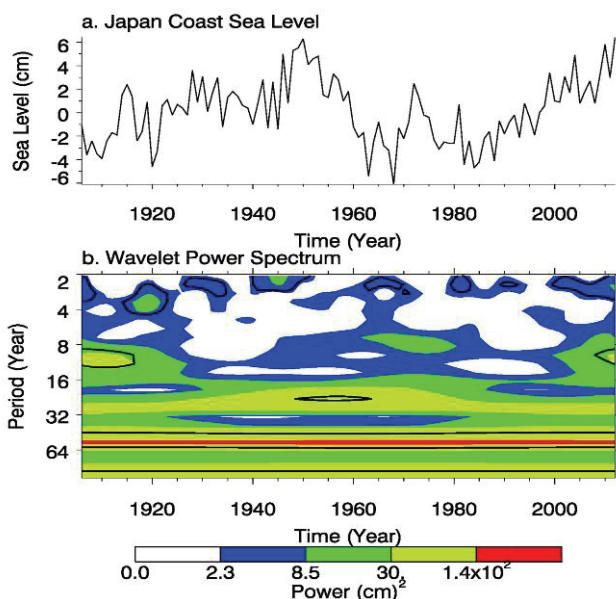 a. Japan Coast Sea Level
6
4
2
0
-2
-4
-6
Sea Level (cm)
1920 1940 1960 1980 2000
Time (Year)
b. Wavelet Power Spectrum
2
4
8
16
32
64
Period (Year)
1920 1940 1960 1980 2000
Time (Year)
0.0 2.3 8.5 30. 1.4x10²
Power (cm)²